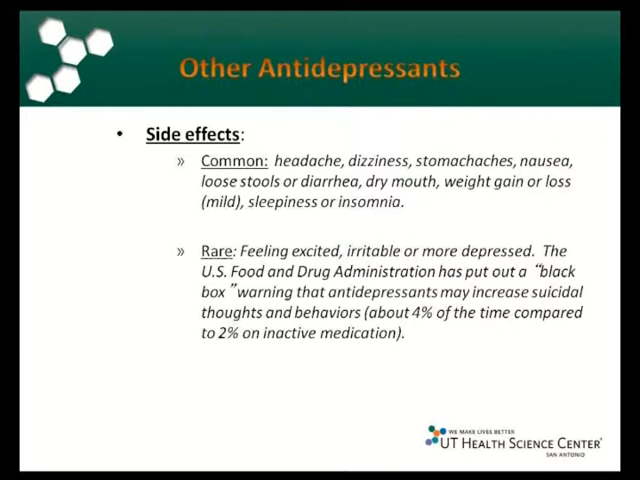 Other Antidepressants
• Side effects:
» Common: headache, dizziness, stomachaches, nausea,
loose stools or diarrhea, dry mouth, weight gain or loss
(mild), sleepiness or insomnia.
» Rare: Feeling excited, irritable or more depressed. The
U.S. Food and Drug Administration has put out a “black
box” warning that antidepressants may increase suicidal
thoughts and behaviors (about 4% of the time compared
to 2% on inactive medication).
WE MAKE LIVES BETTER
UT HEALTH SCIENCE CENTER
SAN ANTONIO